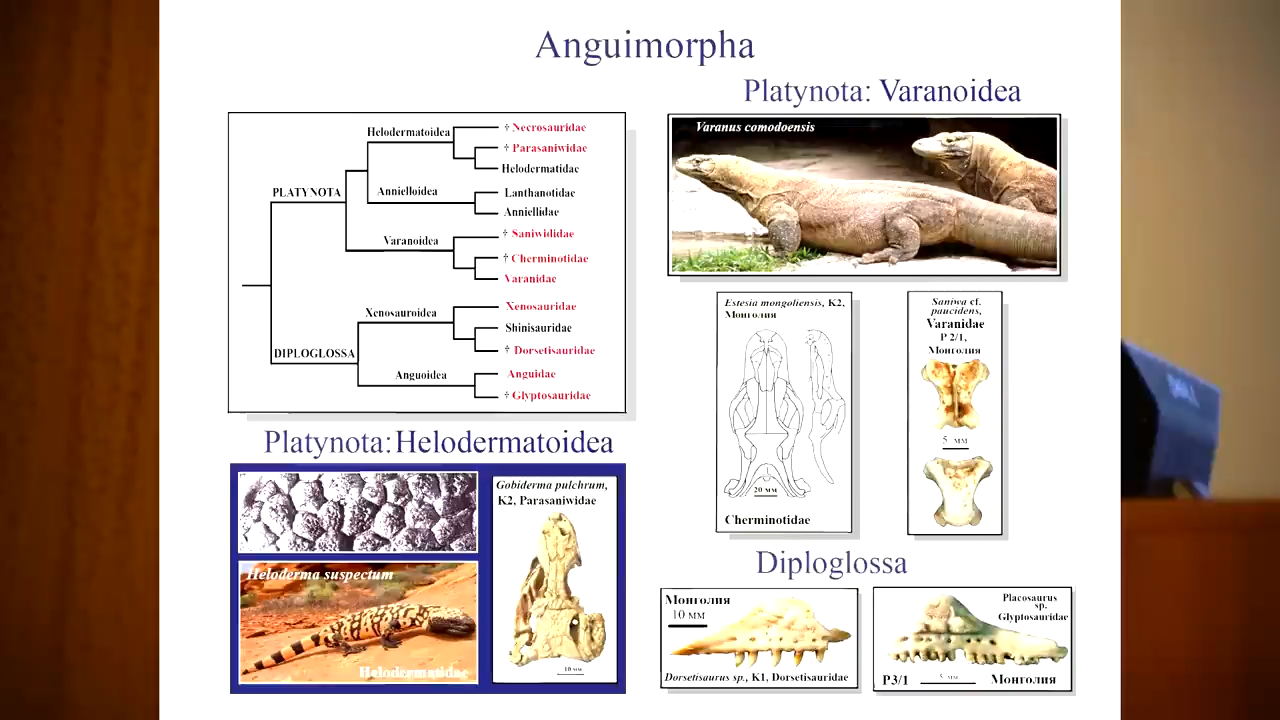 Anguimorpha
Platynota: Varanoidea
Helodermatoidea
† Necrosauridae
† Parasaniwidae
Helodermatidae
PLATYNOTA
Annielloidea
Lanthanotidae
Anniellidae
Varanoidea
† Saniwididae
† Cherminotidae
Varanidae
Xenosauroidea
Xenosauridae
Shinisauridae
† Dorsetisauridae
DIPLOGLOSSA
Anguoidea
Anguidae
† Glyptosauridae
Varanus comodoensis
Estesia mongoliensis, K2,
Монголия
20 мм
Cherminotidae
Saniwa cf.
paucidens,
Varanidae
P 2/1,
Монголия
5 мм
Platynota: Helodermatoidea
Gobiderma pulchrum,
K2, Parasaniwidae
10 мм
Heloderma suspectum
Helodermatidae
Diploglossa
Монголия
10 мм
Dorsetisaurus sp., K1, Dorsetisauridae
Placosaurus
sp.
Glyptosauridae
P3/1
5 мм
Монголия